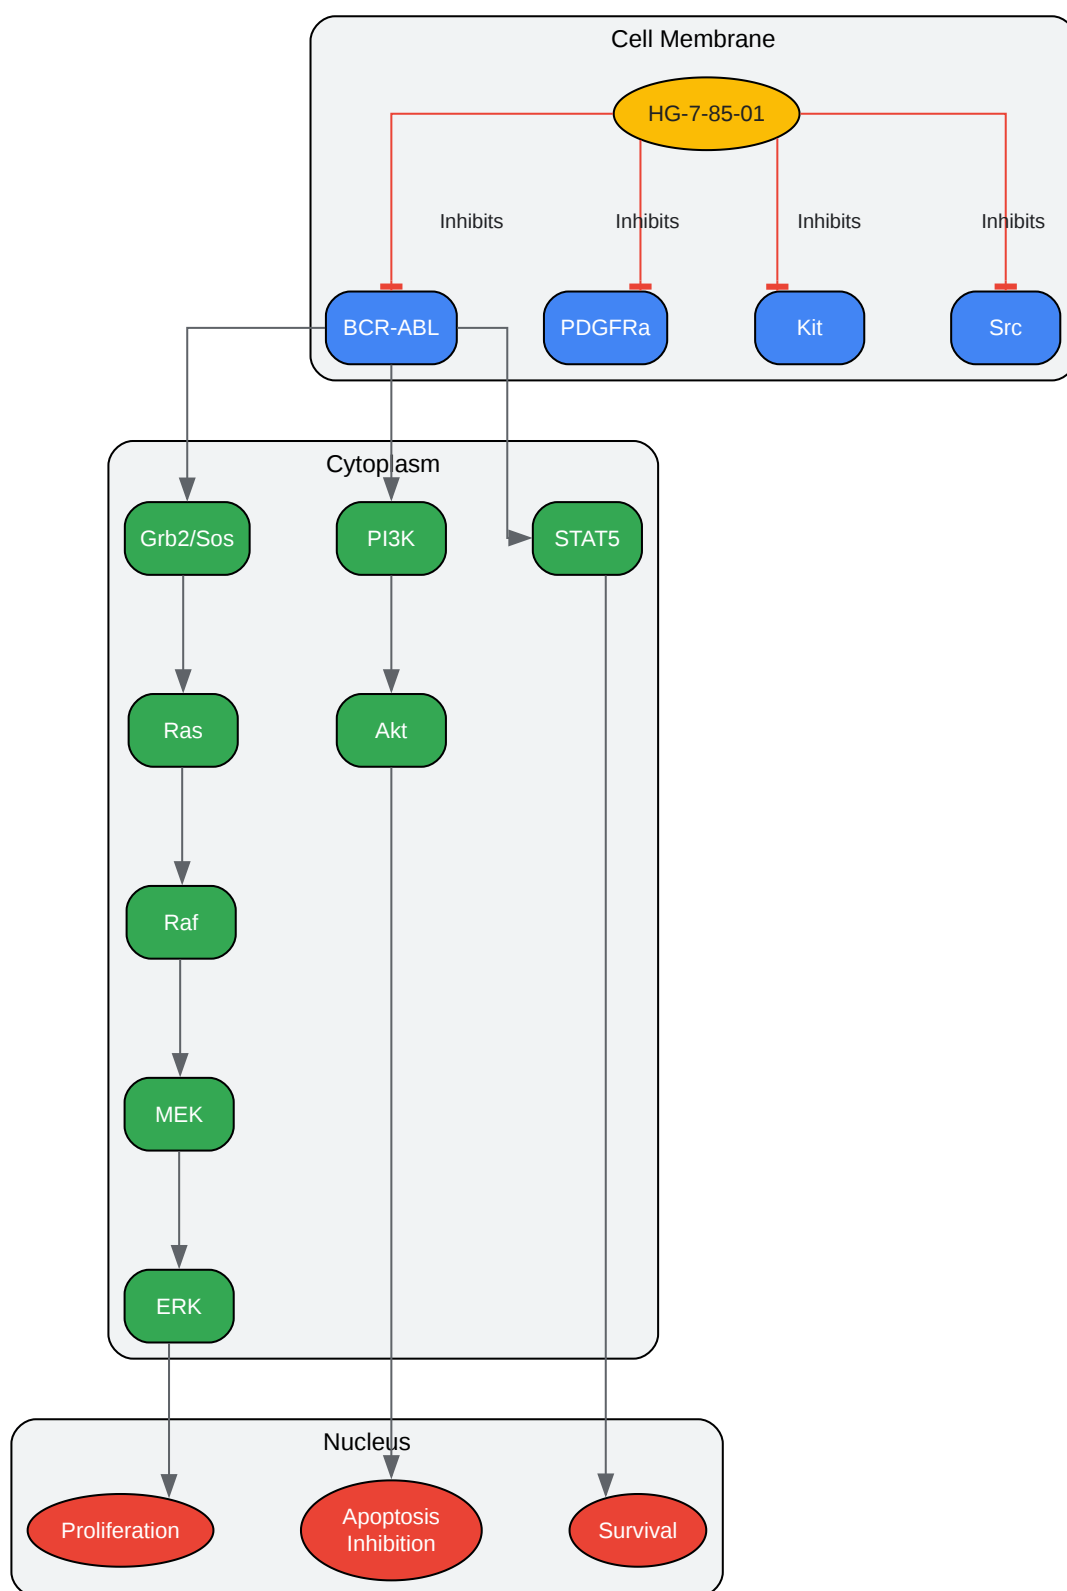 Cell Membrane
HG-7-85-01
Inhibits
Inhibits
Inhibits
Inhibits
BCR-ABL
PDGFRa
Kit
Src
Cytoplasm
Grb2/Sos
PI3K
STAT5
Ras
Akt
Raf
MEK
ERK
Nucleus
Proliferation
Apoptosis
Inhibition
Survival